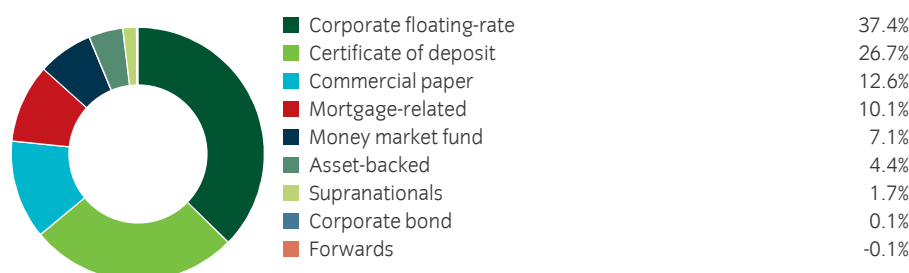 Corporate floating-rate 37.4%
Certificate of deposit 26.7%
Commercial paper 12.6%
Mortgage-related 10.1%
Money market fund 7.1%
Asset-backed 4.4%
Supranationals 1.7%
Corporate bond 0.1%
Forwards -0.1%